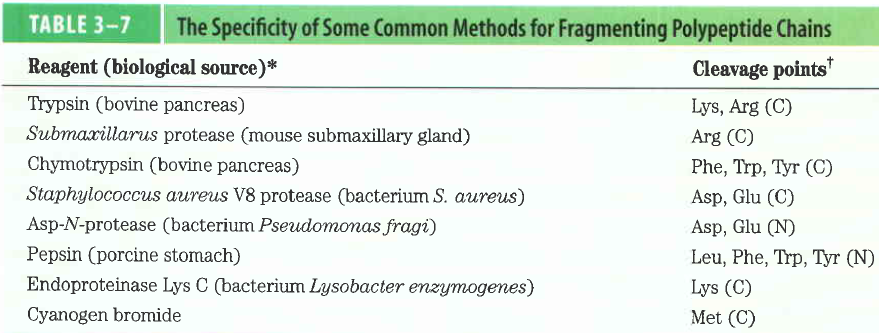 TABLE 3–7 The Specificity of Some Common Methods for Fragmenting Polypeptide Chains
Reagent (biological source)* Cleavage points†
Trypsin (bovine pancreas) Lys, Arg (C)
Submaxillarus protease (mouse submaxillary gland) Arg (C)
Chymotrypsin (bovine pancreas) Phe, Trp, Tyr (C)
Staphylococcus aureus V8 protease (bacterium S. aureus) Asp, Glu (C)
Asp-N-protease (bacterium Pseudomonas fragi) Asp, Glu (N)
Pepsin (porcine stomach) Leu, Phe, Trp, Tyr (N)
Endoproteinase Lys C (bacterium Lysobacter enzymogenes) Lys (C)
Cyanogen bromide Met (C)